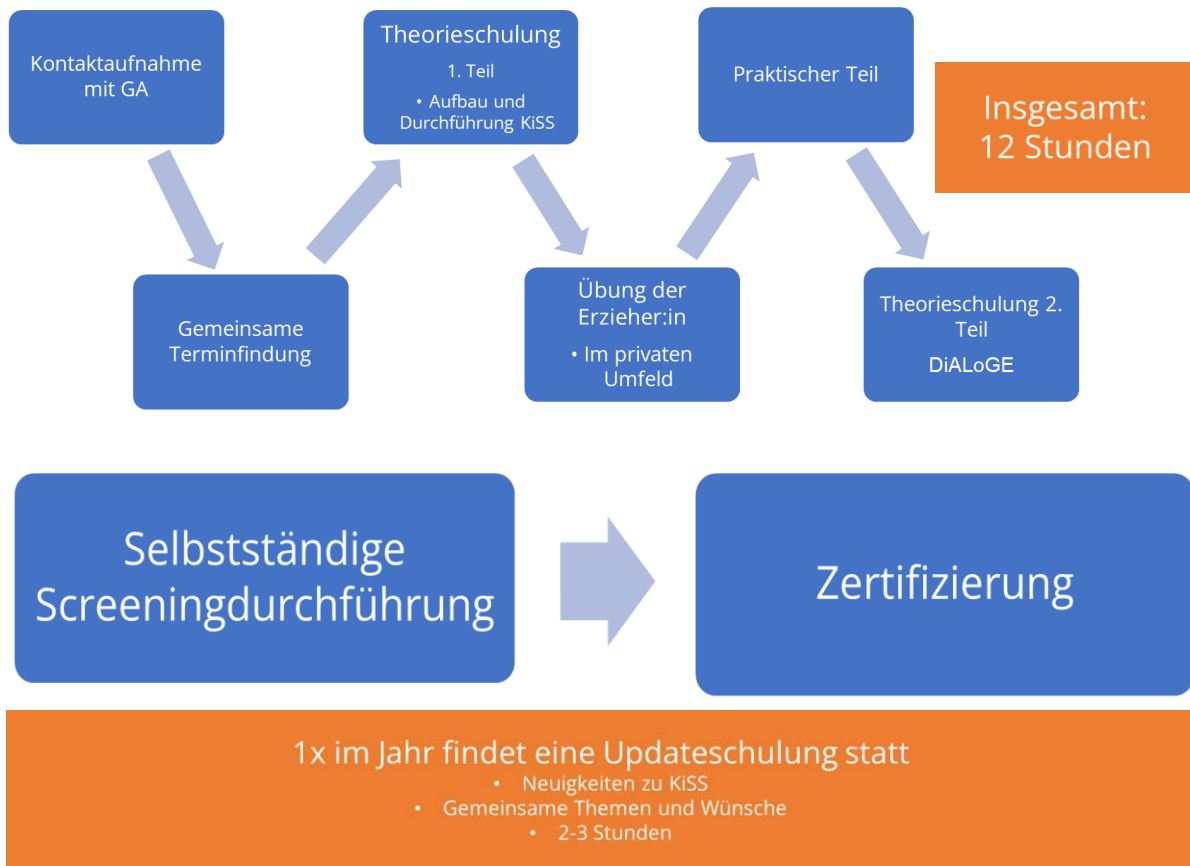 Kontaktaufnahme
mit GA
Gemeinsame
Terminfindung
Theorieschulung
1. Teil
• Aufbau und
Durchführung KiSS
Übung der
Erzieher:in
• Im privaten
Umfeld
Praktischer Teil
Theorieschulung 2.
Teil
DiALoGE
Insgesamt:
12 Stunden
Selbstständige
Screeningdurchführung
Zertifizierung
1x im Jahr findet eine Updateschulung statt
• Neuigkeiten zu KiSS
• Gemeinsame Themen und Wünsche
• 2-3 Stunden